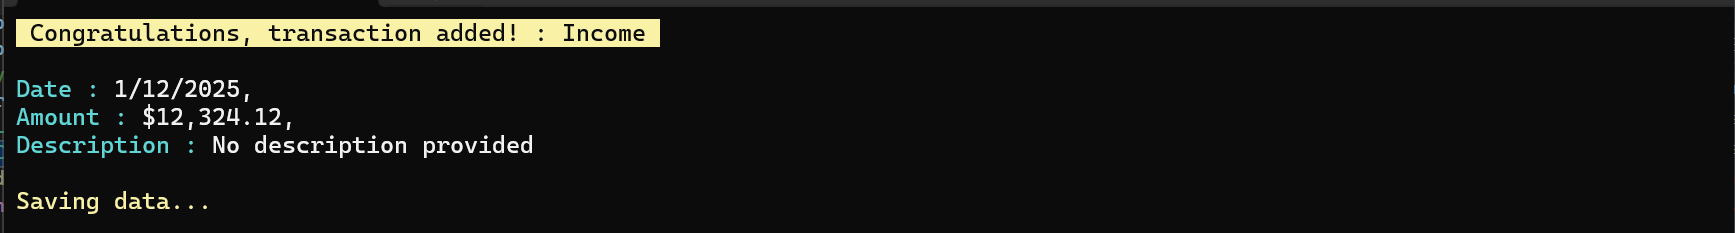 Congratulations, transaction added! : Income
Date : 1/12/2025,
Amount : $12,324.12,
Description : No description provided
Saving data...